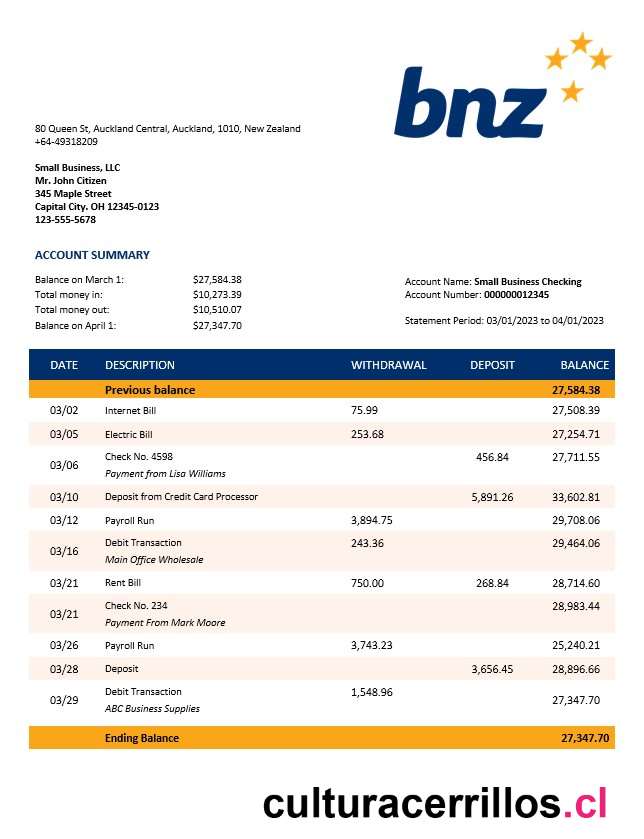 bnz
80 Queen St, Auckland Central, Auckland, 1010, New Zealand
+64-49318209
Small Business, LLC
Mr. John Citizen
345 Maple Street
Capital City. OH 12345-0123
123-555-5678
ACCOUNT SUMMARY
Balance on March 1: $27,584.38
Total money in: $10,273.39
Total money out: $10,510.07
Balance on April 1: $27,347.70
Account Name: Small Business Checking
Account Number: 000000012345
Statement Period: 03/01/2023 to 04/01/2023
DATE DESCRIPTION WITHDRAWAL DEPOSIT BALANCE
Previous balance 27,584.38
03/02 Internet Bill 75.99 27,508.39
03/05 Electric Bill 253.68 27,254.71
03/06 Check No. 4598 456.84 27,711.55
Payment from Lisa Williams
03/10 Deposit from Credit Card Processor 5,891.26 33,602.81
03/12 Payroll Run 3,894.75 29,708.06
03/16 Debit Transaction 243.36 29,464.06
Main Office Wholesale
03/21 Rent Bill 750.00 268.84 28,714.60
03/21 Check No. 234 28,983.44
Payment From Mark Moore
03/26 Payroll Run 3,743.23 25,240.21
03/28 Deposit 3,656.45 28,896.66
03/29 Debit Transaction 1,548.96 27,347.70
ABC Business Supplies
Ending Balance 27,347.70
culturacerrillos.cl